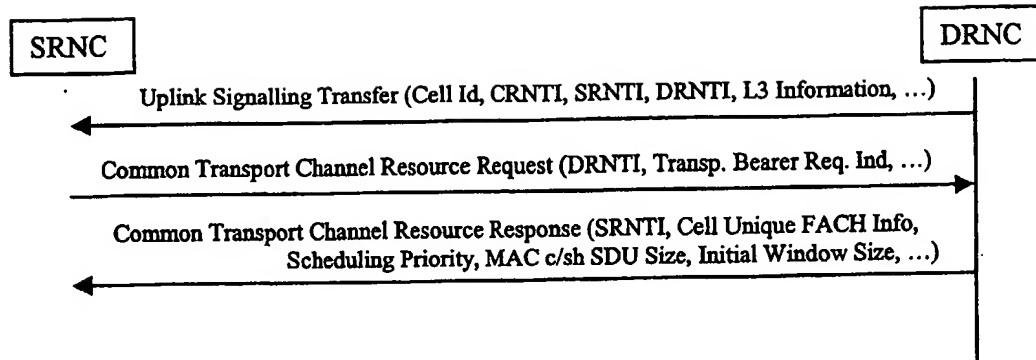 SRNC
DRNC
Uplink Signalling Transfer (Cell Id, CRNTI, SRNTI, DRNTI, L3 Information, …)
Common Transport Channel Resource Request (DRNTI, Transp. Bearer Req. Ind, …)
Common Transport Channel Resource Response (SRNTI, Cell Unique FACH Info,
Scheduling Priority, MAC c/sh SDU Size, Initial Window Size, …)